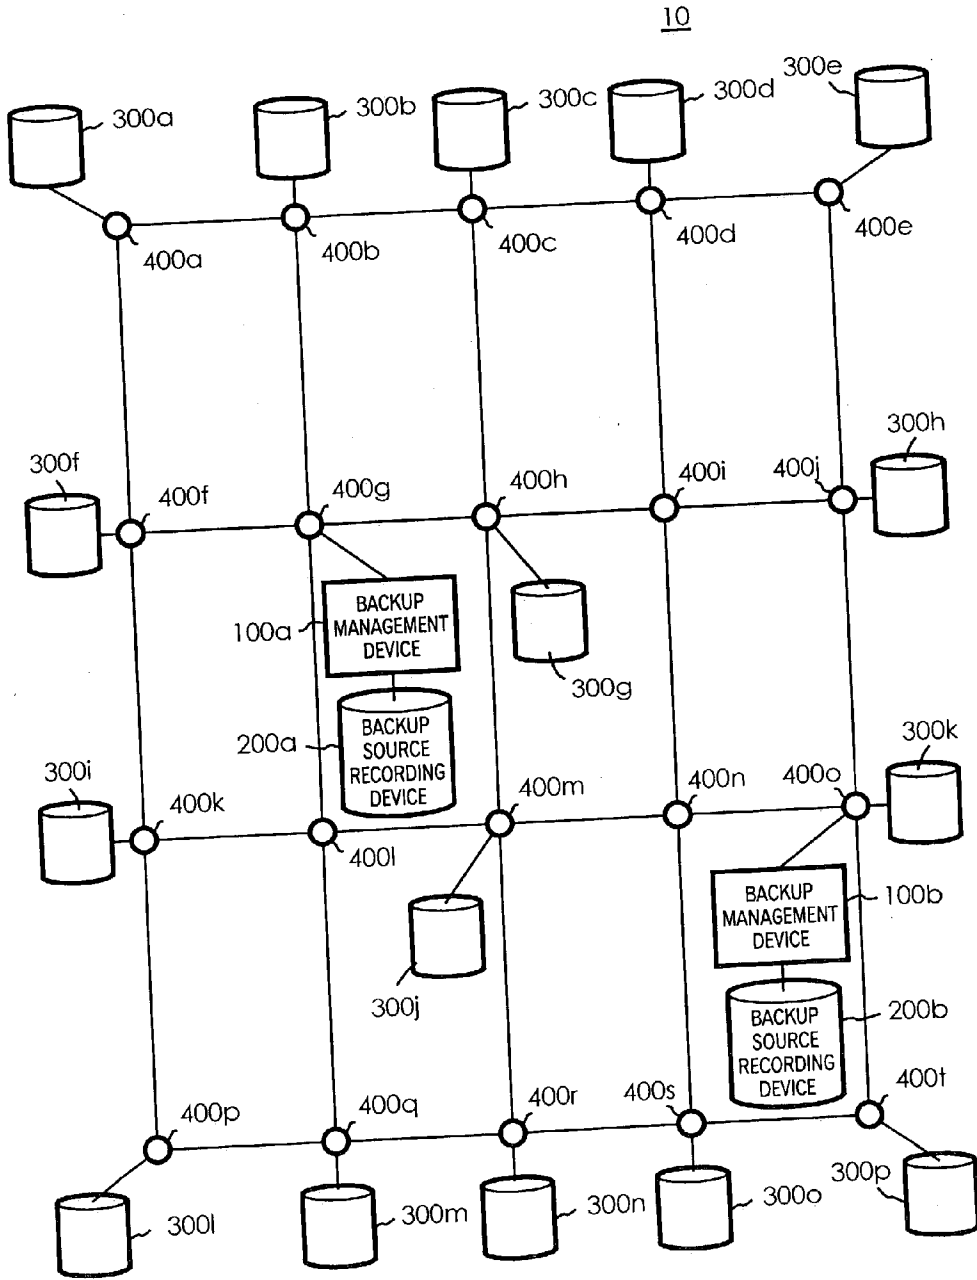 10
300a
300b
300c
300d
300e
400a
400b
400c
400d
400e
300f
400f
400g
400h
400i
400j
300h
100a
BACKUP
MANAGEMENT
DEVICE
300g
200a
BACKUP
SOURCE
RECORDING
DEVICE
300i
400k
400l
400m
400n
400o
300k
300j
BACKUP
MANAGEMENT
DEVICE
100b
BACKUP
SOURCE
RECORDING
DEVICE
200b
400p
400q
400r
400s
400t
300l
300m
300n
300o
300p